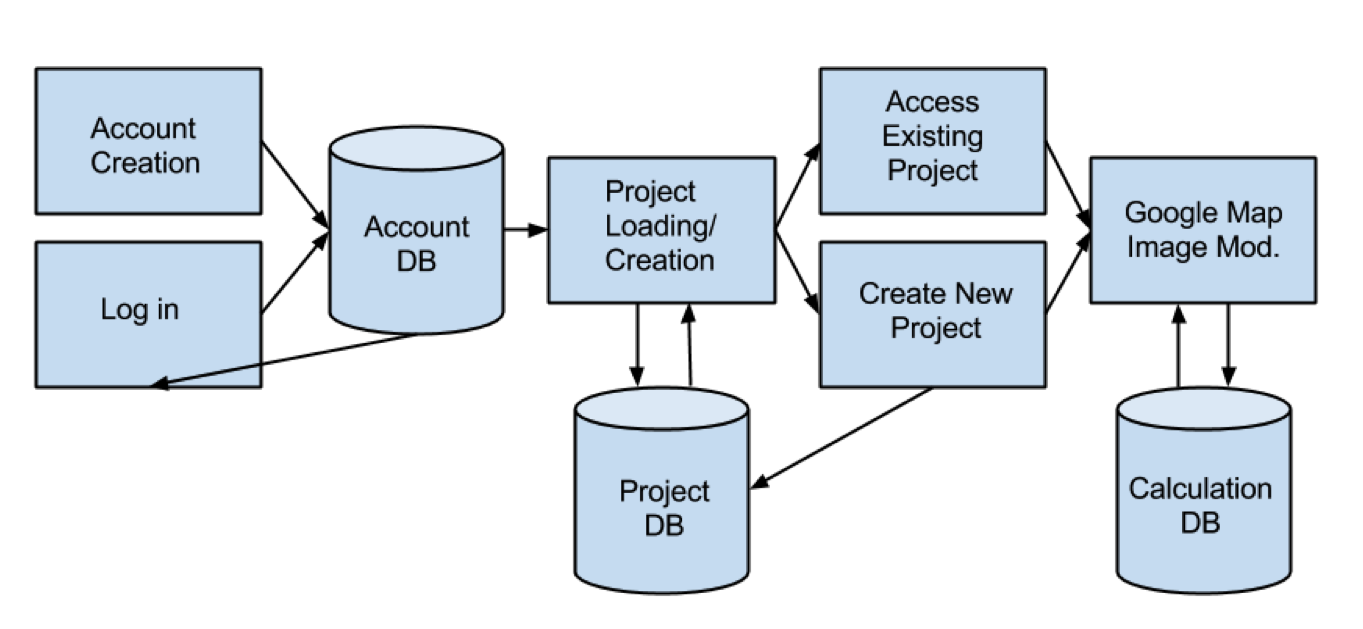 Account
Creation
Log in
Account
DB
Project
Loading/
Creation
Access
Existing
Project
Create New
Project
Google Map
Image Mod.
Project
DB
Calculation
DB